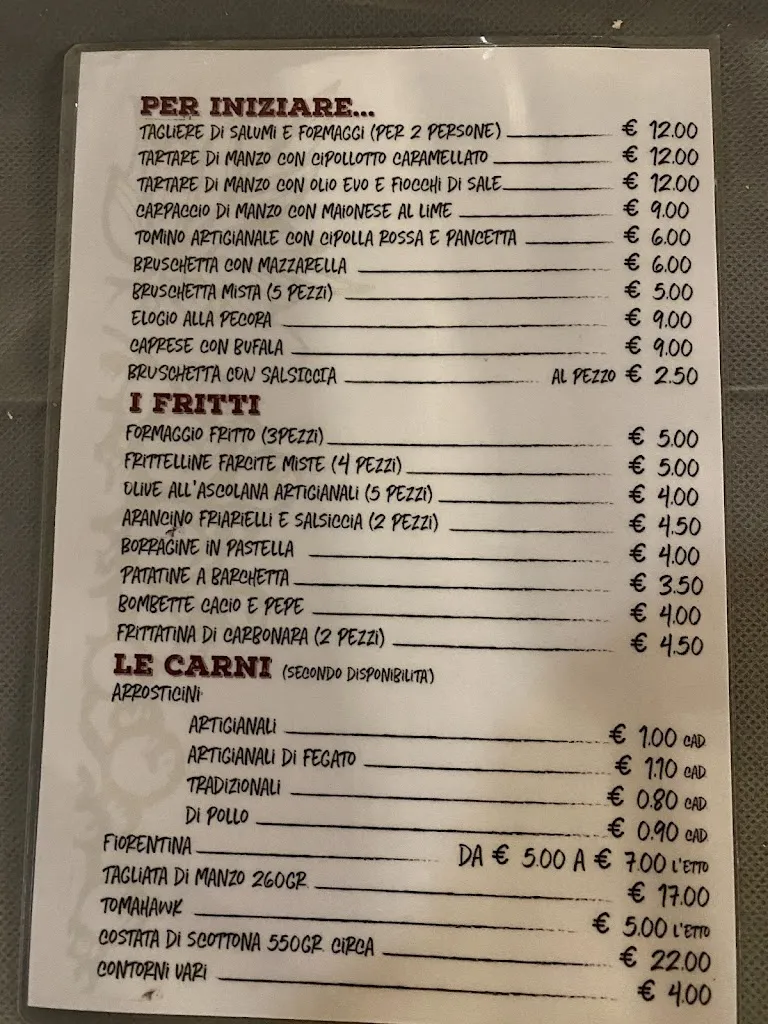 PER INIZIARE...
TAGLIERE DI SALUMI E FORMAGGI (PER 2 PERSONE) € 12.00
TARTARE DI MANZO CON CIPOLLOTTO CARAMELLATO € 12.00
TARTARE DI MANZO CON OLIO EVO E FIOCCHI DI SALE € 12.00
CARPACCIO DI MANZO CON MAIONESE AL LIME € 9.00
TOMINO ARTIGIANALE CON CIPOLLA ROSSA E PANCETTA € 6.00
BRUSCHETTA CON MAZZARELLA € 6.00
BRUSCHETTA MISTA (5 PEZZI) € 5.00
ELOGIO ALLA PECORA € 9.00
CAPRESE CON BUFALA € 9.00
BRUSCHETTA CON SALSICCIA AL PEZZO € 2.50
I FRITTI
FORMAGGIO FRITTO (3PEZZI) € 5.00
FRITTELLINE FARCITE MISTE (4 PEZZI) € 5.00
OLIVE ALL'ASCOLANA ARTIGIANALI (5 PEZZI) € 4.00
ARANCINO FRIARIELLI E SALSICCIA (2 PEZZI) € 4.50
BORRAGINE IN PASTELLA € 4.00
PATATINE A BARCHETTA € 3.50
BOMBETTE CACIO E PEPE € 4.00
FRITTATINA DI CARBONARA (2 PEZZI) € 4.50
LE CARNI (SECONDO DISPONIBILITA)
ARROSTICINI
ARTIGIANALI € 1.00 CAD
ARTIGIANALI DI FEGATO € 1.10 CAD
TRADIZIONALI € 0.80 CAD
DI POLLO € 0.90 CAD
FIORENTINA DA € 5.00 A € 7.00 L'ETTO
TAGLIATA DI MANZO 260GR € 17.00
TOMAHAWK € 5.00 L'ETTO
COSTATA DI SCOTTONA 550GR CIRCA € 22.00
CONTORNI VARI € 4.00